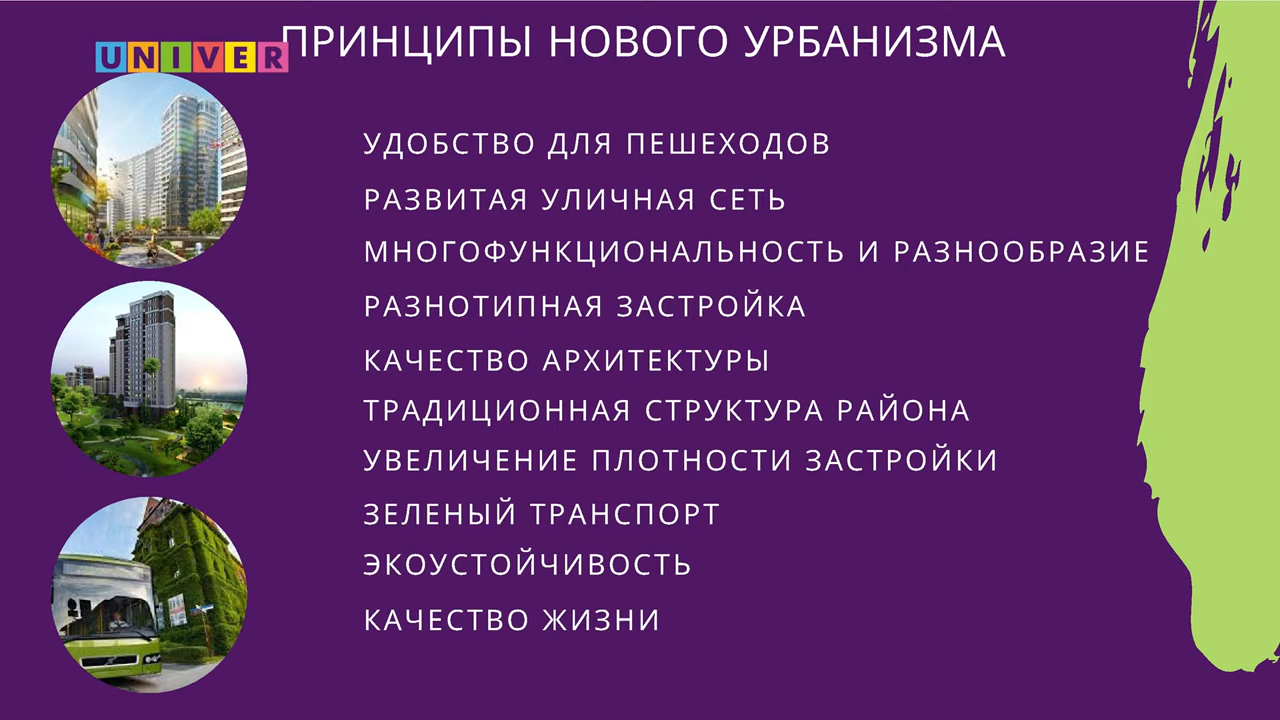 ПРИНЦИПЫ НОВОГО УРБАНИЗМА
UNIVER
УДОБСТВО ДЛЯ ПЕШЕХОДОВ
РАЗВИТАЯ УЛИЧНАЯ СЕТЬ
МНОГОФУНКЦИОНАЛЬНОСТЬ И РАЗНООБРАЗИЕ
РАЗНОТИПНАЯ ЗАСТРОЙКА
КАЧЕСТВО АРХИТЕКТУРЫ
ТРАДИЦИОННАЯ СТРУКТУРА РАЙОНА
УВЕЛИЧЕНИЕ ПЛОТНОСТИ ЗАСТРОЙКИ
ЗЕЛЕНЫЙ ТРАНСПОРТ
ЭКОУСТОЙЧИВОСТЬ
КАЧЕСТВО ЖИЗНИ